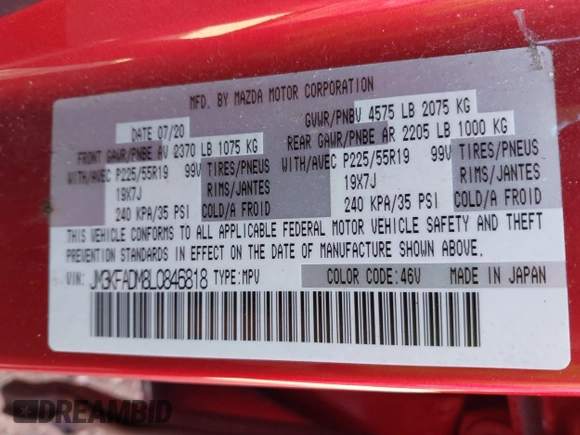 MFD. BY MAZDA MOTOR CORPORATION
DATE 07/20 GVWR/PNBV 4575 LB 2075 KG
FRONT GAWR/PNBE AV 2370 LB 1075 KG REAR GAWR/PNBE AR 2205 LB 1000 KG
WITH/AVEC P225/55R19 99V TIRES/PNEUS WITH/AVEC P225/55R19 99V TIRES/PNEUS
19X7J RIMS/JANTES 19X7J RIMS/JANTES
240 KPA/35 PSI COLD/A FROID 240 KPA/35 PSI COLD/A FROID
THIS VEHICLE CONFORMS TO ALL APPLICABLE FEDERAL MOTOR VEHICLE SAFETY AND THEFT
PREVENTION STANDARDS IN EFFECT ON THE DATE OF MANUFACTURE SHOWN ABOVE.
VIN: JM3KFADM8L0846818 TYPE:MPV COLOR CODE:46V MADE IN JAPAN
DREAMBID